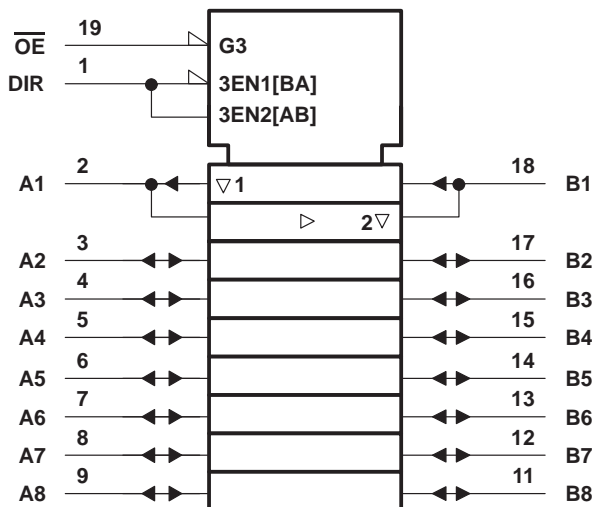 19
O̅E̅ G3
1
DIR 3EN1[BA]
3EN2[AB]
2 18
A1 ▽1 B1
▷ 2▽
3 17
A2 B2
4 16
A3 B3
5 15
A4 B4
6 14
A5 B5
7 13
A6 B6
8 12
A7 B7
9 11
A8 B8